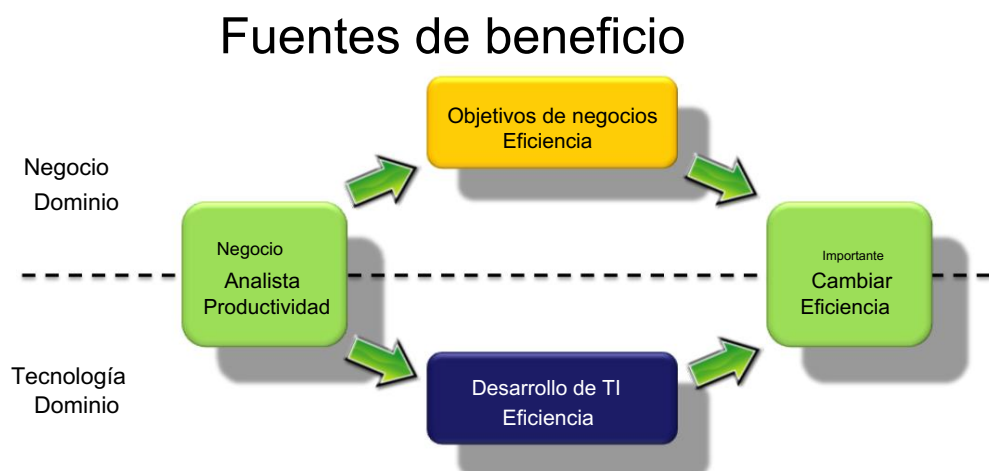 Fuentes de beneficio
Objetivos de negocios
Eficiencia
Negocio
Dominio
Negocio
Analista
Productividad
Importante
Cambiar
Eficiencia
Tecnología
Dominio
Desarrollo de TI
Eficiencia